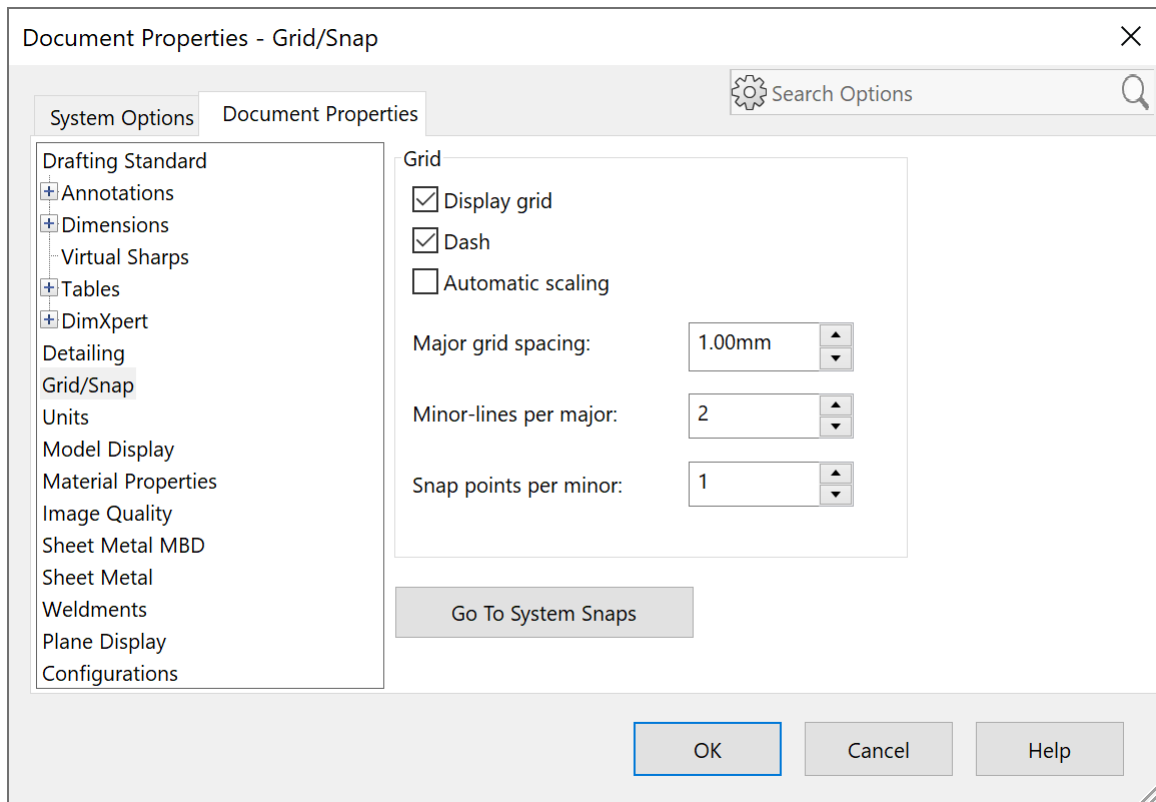 Document Properties - Grid/Snap
Search Options
System Options
Document Properties
Drafting Standard
Annotations
Dimensions
Virtual Sharps
Tables
DimXpert
Detailing
Grid/Snap
Units
Model Display
Material Properties
Image Quality
Sheet Metal MBD
Sheet Metal
Weldments
Plane Display
Configurations
Grid
Display grid
Dash
Automatic scaling
Major grid spacing: 1.00mm
Minor-lines per major: 2
Snap points per minor: 1
Go To System Snaps
OK Cancel Help